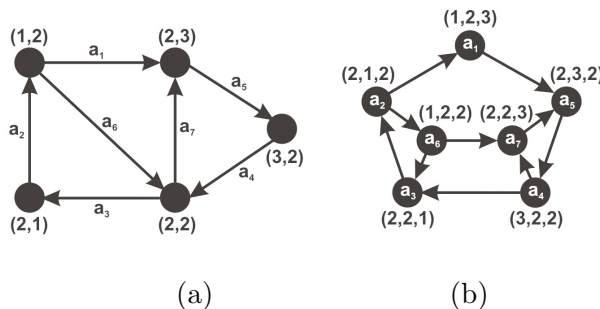 (1,2)
(2,3)
a1
a5
a2
a6
a7
(3,2)
a4
a3
(2,1)
(2,2)
(a)
(1,2,3)
a1
(2,1,2)
(2,3,2)
a2
a5
(1,2,2)
(2,2,3)
a6
a7
a3
a4
(2,2,1)
(3,2,2)
(b)